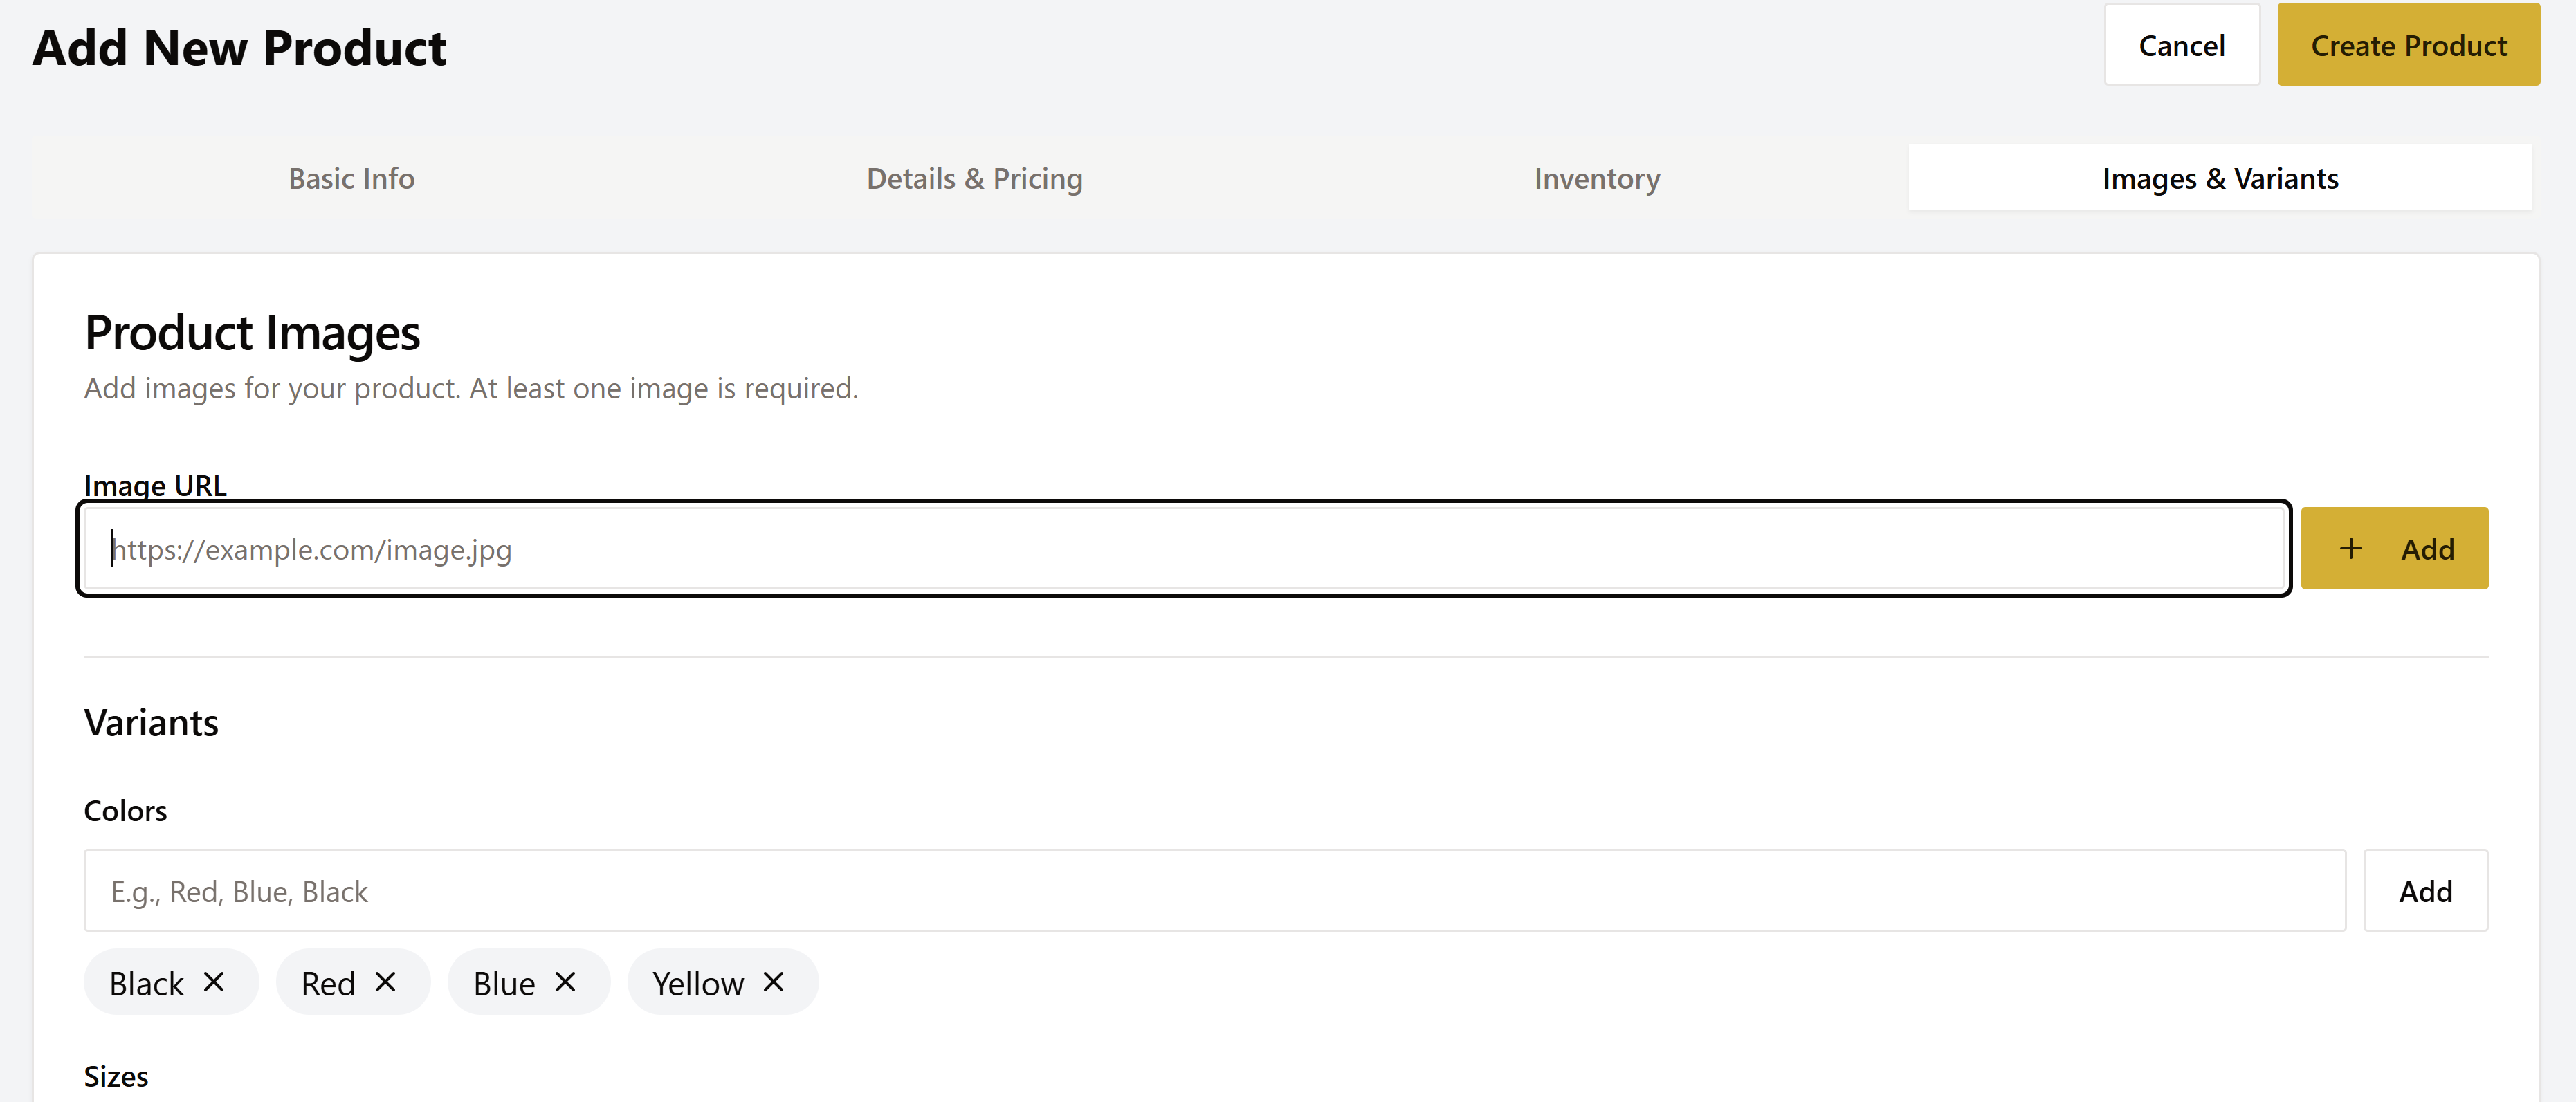 Add New Product
Cancel
Create Product
Basic Info
Details & Pricing
Inventory
Images & Variants
Product Images
Add images for your product. At least one image is required.
Image URL
https://example.com/image.jpg
+ Add
Variants
Colors
E.g., Red, Blue, Black
Add
Black ✕
Red ✕
Blue ✕
Yellow ✕
Sizes